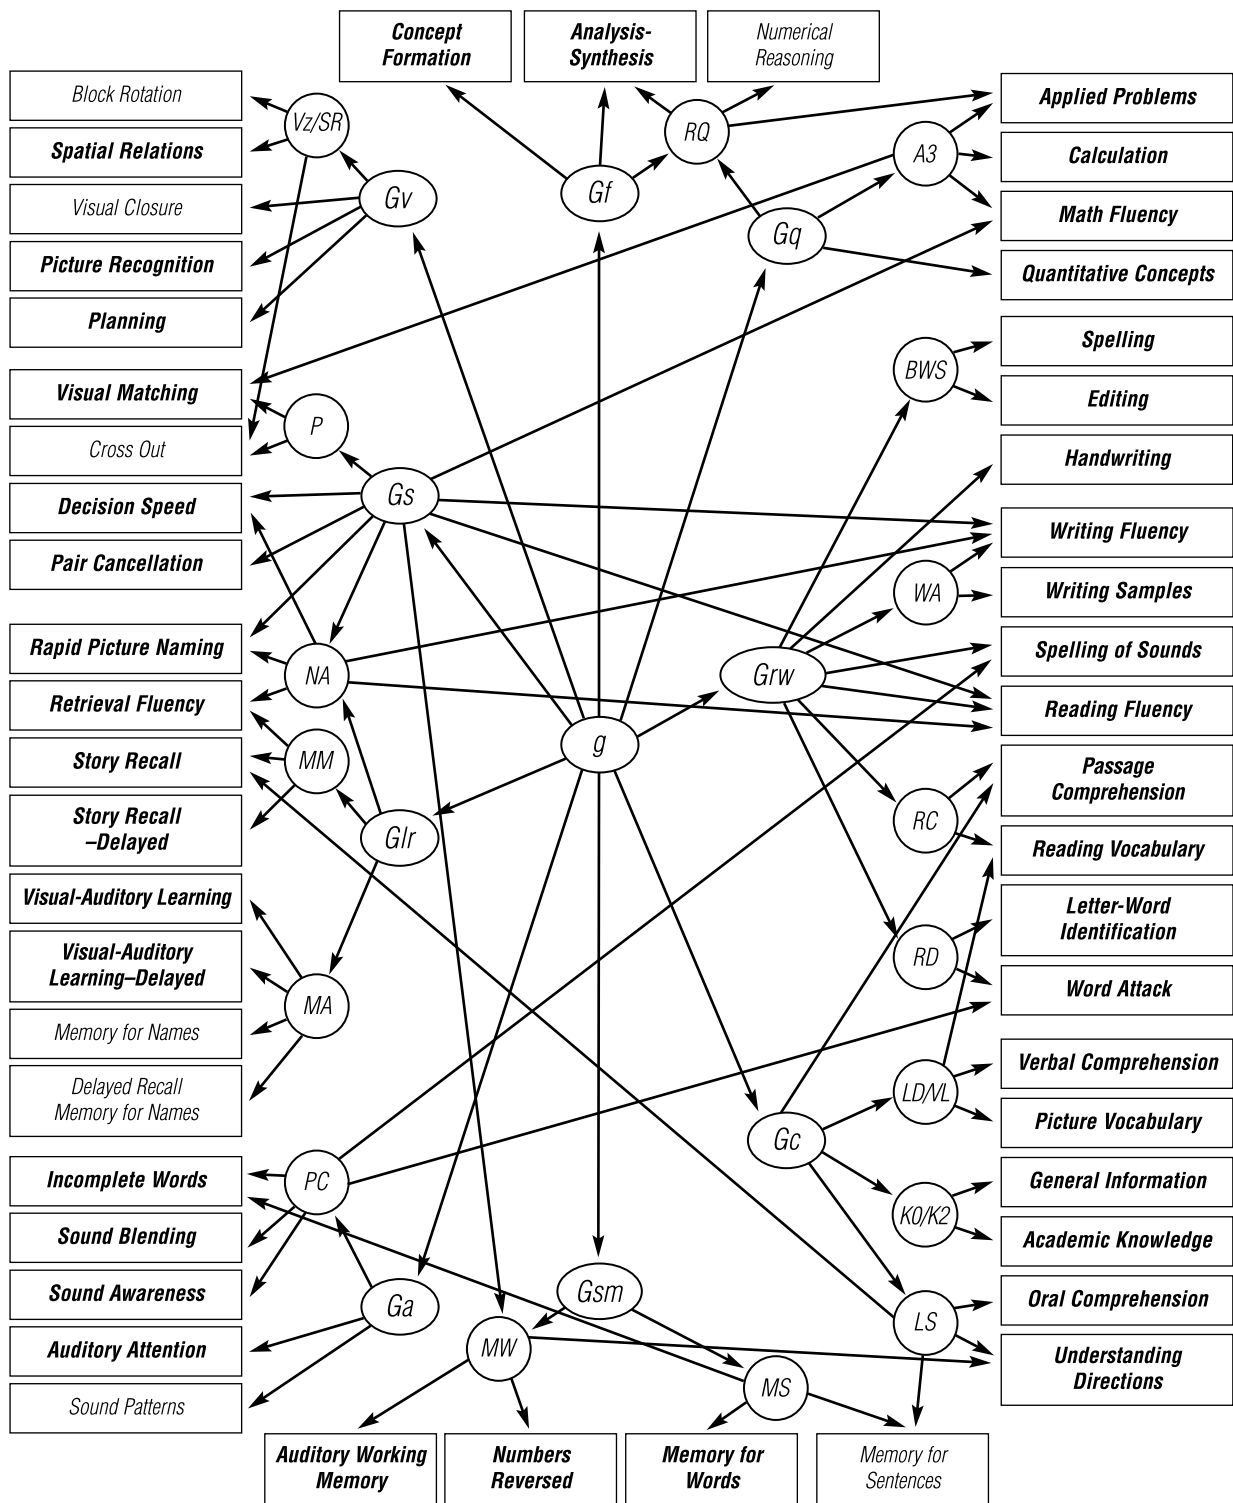 Concept
Formation
Analysis-
Synthesis
Numerical
Reasoning
Block Rotation
Spatial Relations
Visual Closure
Picture Recognition
Planning
Visual Matching
Cross Out
Decision Speed
Pair Cancellation
Rapid Picture Naming
Retrieval Fluency
Story Recall
Story Recall
–Delayed
Visual-Auditory Learning
Visual-Auditory
Learning–Delayed
Memory for Names
Delayed Recall
Memory for Names
Incomplete Words
Sound Blending
Sound Awareness
Auditory Attention
Sound Patterns
Vz/SR
Gv
P
Gs
NA
MM
Glr
MA
PC
Ga
Gf
RQ
Gq
A3
g
Grw
BWS
WA
RC
RD
LD/VL
Gc
K0/K2
LS
Gsm
MW
MS
Applied Problems
Calculation
Math Fluency
Quantitative Concepts
Spelling
Editing
Handwriting
Writing Fluency
Writing Samples
Spelling of Sounds
Reading Fluency
Passage
Comprehension
Reading Vocabulary
Letter-Word
Identification
Word Attack
Verbal Comprehension
Picture Vocabulary
General Information
Academic Knowledge
Oral Comprehension
Understanding
Directions
Auditory Working
Memory
Numbers
Reversed
Memory for
Words
Memory for
Sentences